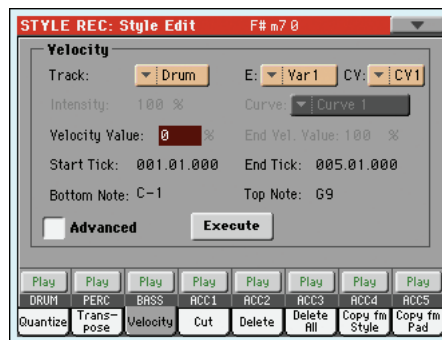 STYLE REC: Style Edit F#m7♭
Velocity
Track: Drum E: Var1 CV: CV1
Intensity: 100 % Curve: Curve 1
Velocity Value: 0 % End Vel. Value: 100 %
Start Tick: 001.01.000 End Tick: 005.01.000
Bottom Note: C-1 Top Note: G9
Advanced Execute
Play Play Play Play Play Play Play Play
DRUM PERC BASS ACC1 ACC2 ACC3 ACC4 ACC5
Quantize Trans- Velocity Cut Delete Delete Copy fm Copy fm
pose All Style Pad